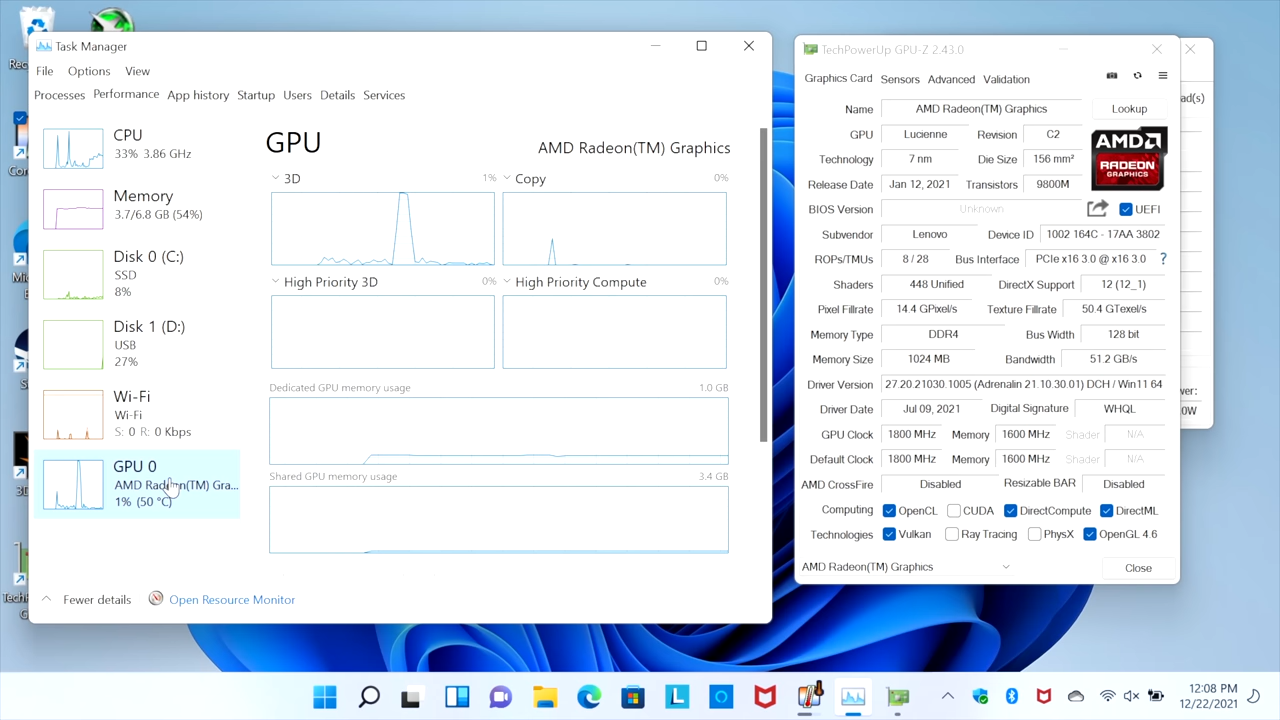 Task Manager
File Options View
Processes Performance App history Startup Users Details Services
CPU
33% 3.86 GHz
Memory
3.7/6.8 GB (54%)
Disk 0 (C:)
SSD
8%
Disk 1 (D:)
USB
27%
Wi-Fi
Wi-Fi
S: 0 R: 0 Kbps
GPU 0
AMD Radeon(TM) Gra...
1% (50 °C)
GPU
AMD Radeon(TM) Graphics
3D 1% Copy 0%
High Priority 3D 0% High Priority Compute 0%
Dedicated GPU memory usage 1.0 GB
Shared GPU memory usage 3.4 GB
Fewer details Open Resource Monitor
TechPowerUp GPU-Z 2.43.0
Graphics Card Sensors Advanced Validation
Name AMD Radeon(TM) Graphics Lookup
GPU Lucienne Revision C2
Technology 7 nm Die Size 156 mm²
Release Date Jan 12, 2021 Transistors 9800M
AMD
RADEON
GRAPHICS
BIOS Version Unknown UEFI
Subvendor Lenovo Device ID 1002 164C - 17AA 3802
ROPs/TMUs 8 / 28 Bus Interface PCIe x16 3.0 @ x16 3.0 ?
Shaders 448 Unified DirectX Support 12 (12_1)
Pixel Fillrate 14.4 GPixel/s Texture Fillrate 50.4 GTexel/s
Memory Type DDR4 Bus Width 128 bit
Memory Size 1024 MB Bandwidth 51.2 GB/s
Driver Version 27.20.21030.1005 (Adrenalin 21.10.30.01) DCH / Win11 64
Driver Date Jul 09, 2021 Digital Signature WHQL
GPU Clock 1800 MHz Memory 1600 MHz Shader N/A
Default Clock 1800 MHz Memory 1600 MHz Shader N/A
AMD CrossFire Disabled Resizable BAR Disabled
Computing OpenCL CUDA DirectCompute DirectML
Technologies Vulkan Ray Tracing PhysX OpenGL 4.6
AMD Radeon(TM) Graphics Close
ad(s)
wer:
0W
12:08 PM
12/22/2021